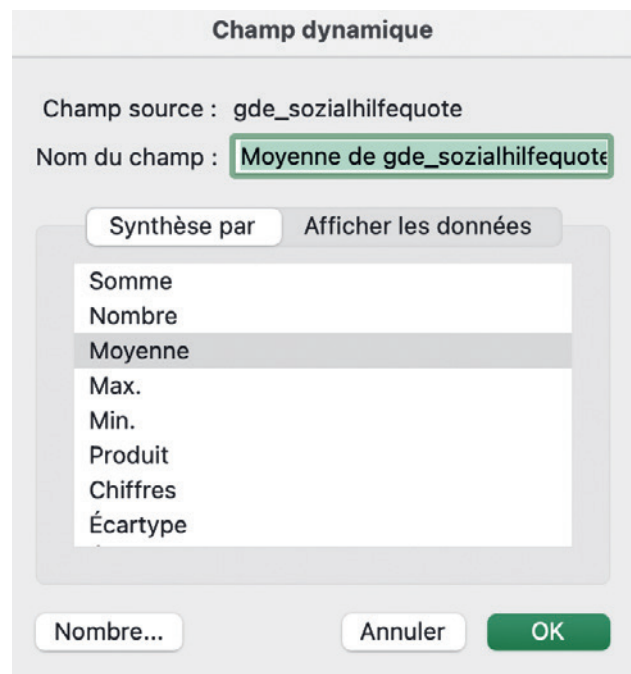 Champ dynamique
Champ source : gde_sozialhilfequote
Nom du champ : Moyenne de gde_sozialhilfequote
Synthèse par Afficher les données
Somme
Nombre
Moyenne
Max.
Min.
Produit
Chiffres
Écartype
Nombre... Annuler OK